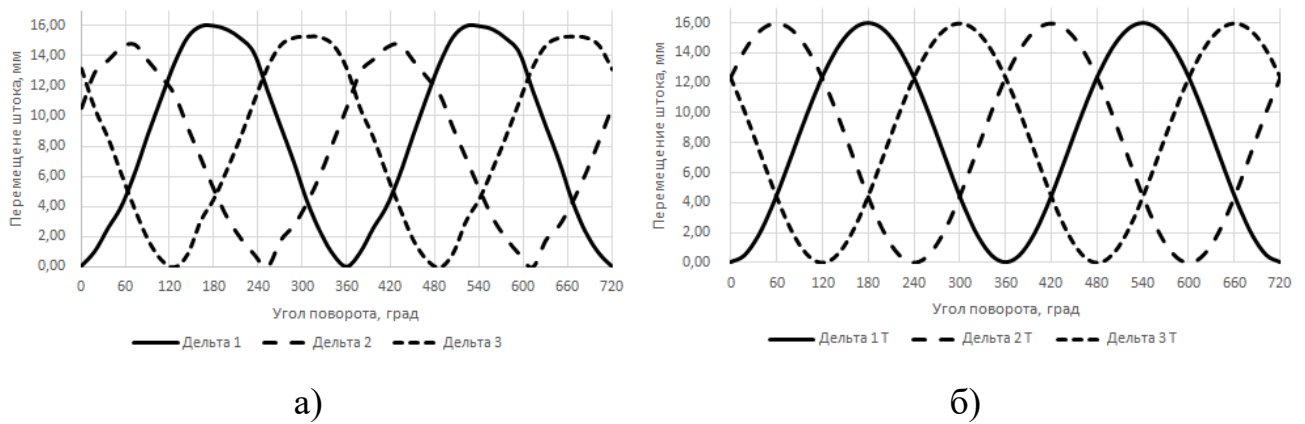 16,00
14,00
12,00
10,00
8,00
6,00
4,00
2,00
0,00
Перемещене штока, мм
0 60 120 180 240 300 360 420 480 540 600 660 720
Угол поворота, град
Дельта 1 Дельта 2 Дельта 3
а)
16,00
14,00
12,00
10,00
8,00
6,00
4,00
2,00
0,00
Перемещение штока, мм
0 60 120 180 240 300 360 420 480 540 600 660 720
Угол поворота, град
Дельта 1 Т Дельта 2 Т Дельта 3 Т
б)